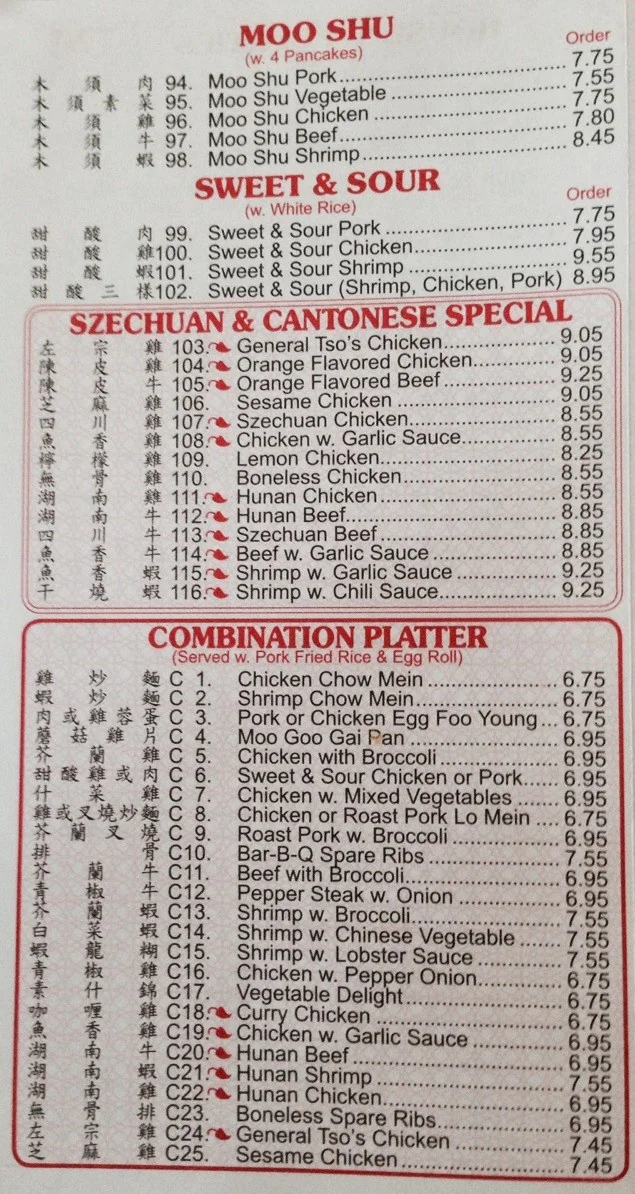 MOO SHU
(w. 4 Pancakes)
Order
木須肉 94. Moo Shu Pork 7.75
木須素菜 95. Moo Shu Vegetable 7.55
木須雞 96. Moo Shu Chicken 7.75
木須牛 97. Moo Shu Beef 7.80
木須蝦 98. Moo Shu Shrimp 8.45
SWEET & SOUR
(w. White Rice)
Order
甜酸肉 99. Sweet & Sour Pork 7.75
甜酸雞 100. Sweet & Sour Chicken 7.95
甜酸蝦 101. Sweet & Sour Shrimp 9.55
甜酸三樣 102. Sweet & Sour (Shrimp, Chicken, Pork) 8.95
SZECHUAN & CANTONESE SPECIAL
左宗雞 103. General Tso's Chicken 9.05
陳皮雞 104. Orange Flavored Chicken 9.05
陳皮牛 105. Orange Flavored Beef 9.25
芝麻雞 106. Sesame Chicken 9.05
四川雞 107. Szechuan Chicken 8.55
魚香雞 108. Chicken w. Garlic Sauce 8.55
檸檬雞 109. Lemon Chicken 8.25
無骨雞 110. Boneless Chicken 8.55
湖南雞 111. Hunan Chicken 8.55
湖南牛 112. Hunan Beef 8.85
四川牛 113. Szechuan Beef 8.85
魚香牛 114. Beef w. Garlic Sauce 8.85
魚香蝦 115. Shrimp w. Garlic Sauce 9.25
干燒蝦 116. Shrimp w. Chili Sauce 9.25
COMBINATION PLATTER
(Served w. Pork Fried Rice & Egg Roll)
雞炒麵 C 1. Chicken Chow Mein 6.75
蝦炒麵 C 2. Shrimp Chow Mein 6.75
肉或雞蓉蛋 C 3. Pork or Chicken Egg Foo Young 6.75
蘑菇雞片 C 4. Moo Goo Gai Pan 6.95
芥蘭雞 C 5. Chicken with Broccoli 6.95
甜酸雞或肉 C 6. Sweet & Sour Chicken or Pork 6.95
什菜雞 C 7. Chicken w. Mixed Vegetables 6.95
雞或叉燒炒麵 C 8. Chicken or Roast Pork Lo Mein 6.75
芥蘭叉燒 C 9. Roast Pork w. Broccoli 6.95
排骨 C10. Bar-B-Q Spare Ribs 7.55
芥蘭牛 C11. Beef with Broccoli 6.95
青椒牛 C12. Pepper Steak w. Onion 6.95
芥蘭蝦 C13. Shrimp w. Broccoli 7.55
白菜蝦 C14. Shrimp w. Chinese Vegetable 7.55
蝦龍糊 C15. Shrimp w. Lobster Sauce 7.55
青椒雞 C16. Chicken w. Pepper Onion 6.75
素什錦 C17. Vegetable Delight 6.75
咖喱雞 C18. Curry Chicken 6.75
魚香雞 C19. Chicken w. Garlic Sauce 6.95
湖南牛 C20. Hunan Beef 6.95
湖南蝦 C21. Hunan Shrimp 7.55
湖南雞 C22. Hunan Chicken 6.95
無骨排 C23. Boneless Spare Ribs 6.95
左宗雞 C24. General Tso's Chicken 7.45
芝麻雞 C25. Sesame Chicken 7.45